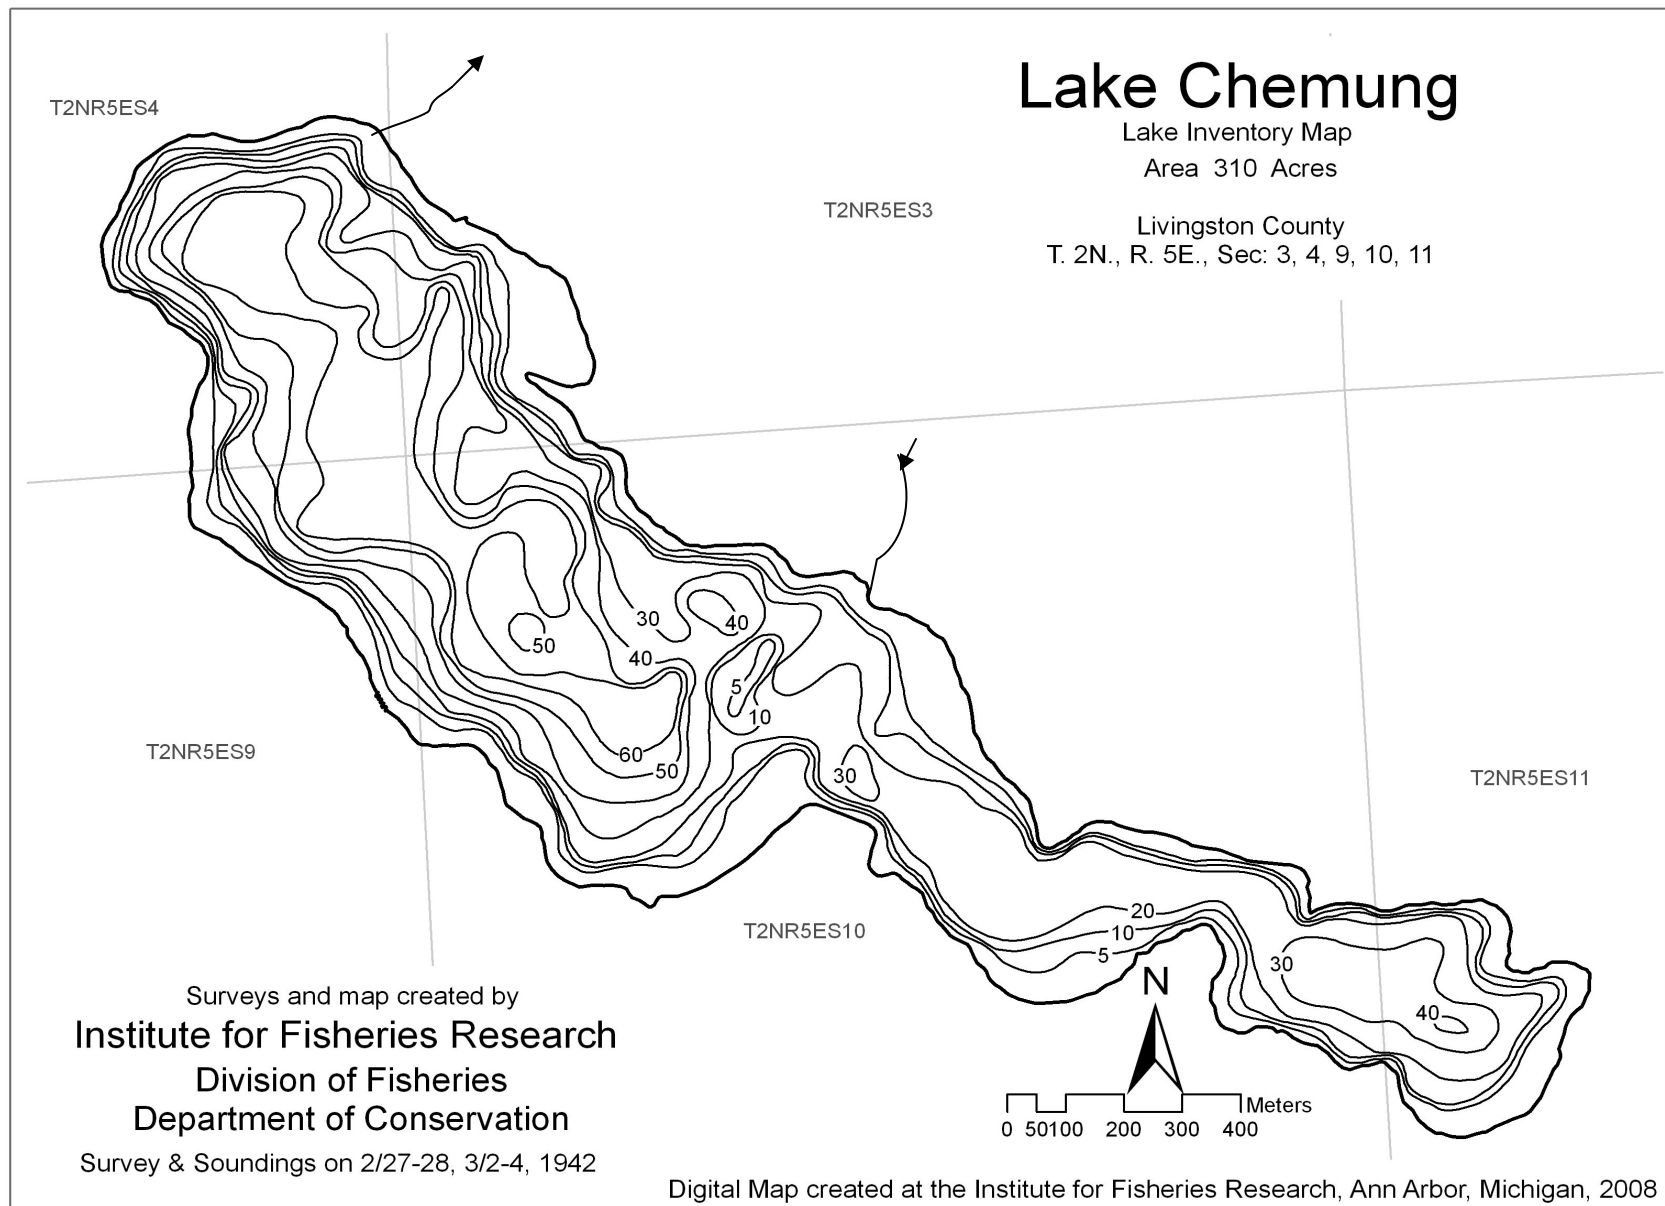 Lake Chemung
Lake Inventory Map
Area 310 Acres
Livingston County
T. 2N., R. 5E., Sec: 3, 4, 9, 10, 11
T2NR5ES4
T2NR5ES3
30
40
50
40
5
10
60
50
30
T2NR5ES9
T2NR5ES11
T2NR5ES10
20
10
5
30
40
N
Surveys and map created by
Institute for Fisheries Research
Division of Fisheries
Department of Conservation
Survey & Soundings on 2/27-28, 3/2-4, 1942
Meters
0 50 100 200 300 400
Digital Map created at the Institute for Fisheries Research, Ann Arbor, Michigan, 2008